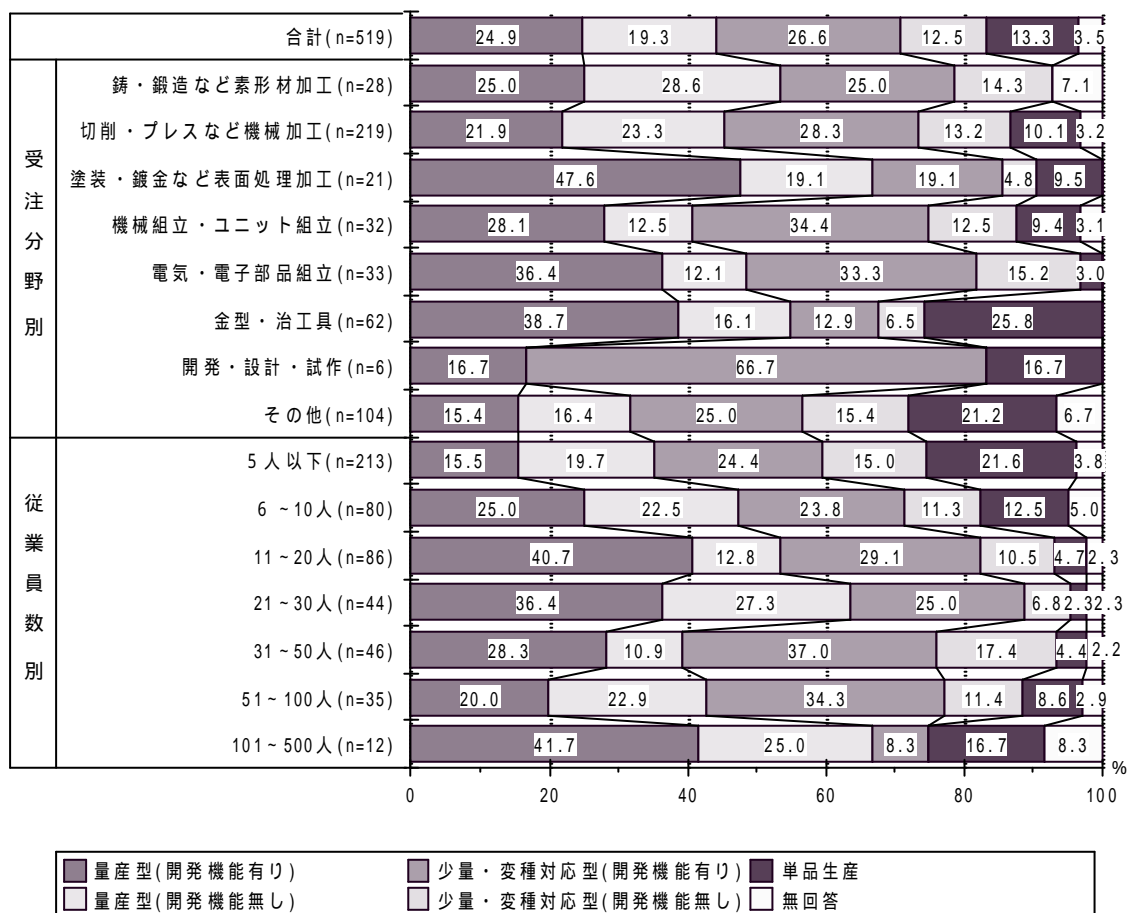 合計(n=519) 24.9 19.3 26.6 12.5 13.3 3.5
受注分野別
鋳・鍛造など素形材加工(n=28) 25.0 28.6 25.0 14.3 7.1
切削・プレスなど機械加工(n=219) 21.9 23.3 28.3 13.2 10.1 3.2
塗装・鍍金など表面処理加工(n=21) 47.6 19.1 19.1 4.8 9.5
機械組立・ユニット組立(n=32) 28.1 12.5 34.4 12.5 9.4 3.1
電気・電子部品組立(n=33) 36.4 12.1 33.3 15.2 3.0
金型・治工具(n=62) 38.7 16.1 12.9 6.5 25.8
開発・設計・試作(n=6) 16.7 66.7 16.7
その他(n=104) 15.4 16.4 25.0 15.4 21.2 6.7
従業員数別
5人以下(n=213) 15.5 19.7 24.4 15.0 21.6 3.8
6~10人(n=80) 25.0 22.5 23.8 11.3 12.5 5.0
11~20人(n=86) 40.7 12.8 29.1 10.5 4.7 2.3
21~30人(n=44) 36.4 27.3 25.0 6.8 2.3 2.3
31~50人(n=46) 28.3 10.9 37.0 17.4 4.4 2.2
51~100人(n=35) 20.0 22.9 34.3 11.4 8.6 2.9
101~500人(n=12) 41.7 25.0 8.3 16.7 8.3
%
0 20 40 60 80 100
量産型(開発機能有り) 少量・変種対応型(開発機能有り) 単品生産
量産型(開発機能無し) 少量・変種対応型(開発機能無し) 無回答